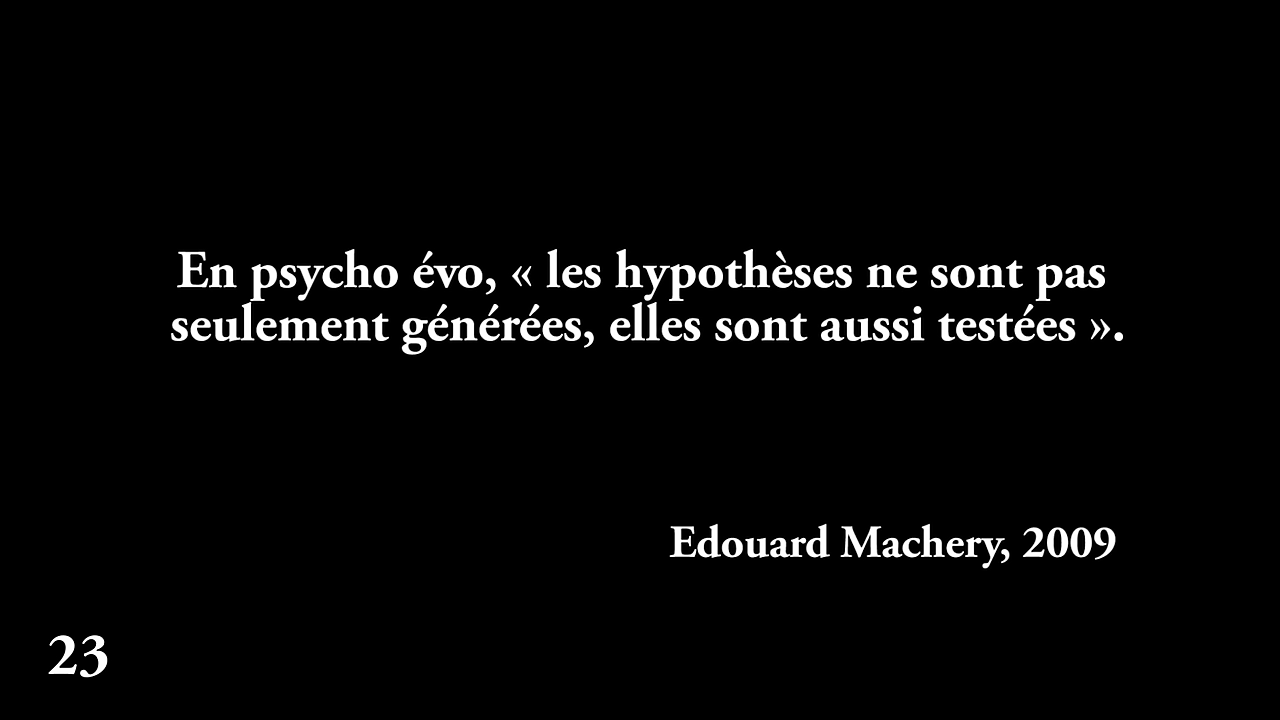 En psycho évo, « les hypothèses ne sont pas
seulement générées, elles sont aussi testées ».
Edouard Machery, 2009
23